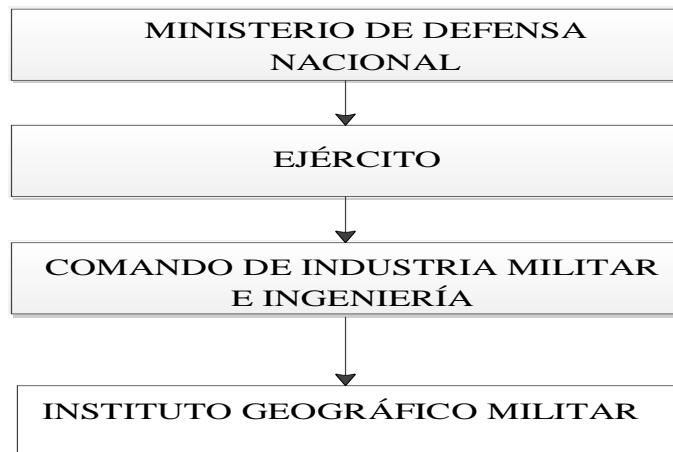 MINISTERIO DE DEFENSA
NACIONAL
EJÉRCITO
COMANDO DE INDUSTRIA MILITAR
E INGENIERÍA
INSTITUTO GEOGRÁFICO MILITAR